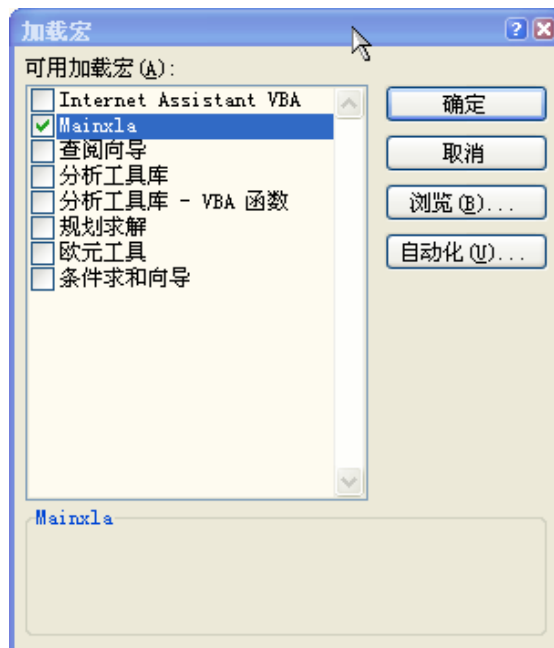 加载宏
可用加载宏(A):
Internet Assistant VBA
Mainxla
查阅向导
分析工具库
分析工具库 - VBA 函数
规划求解
欧元工具
条件求和向导
确定
取消
浏览(B)...
自动化(U)...
Mainxla